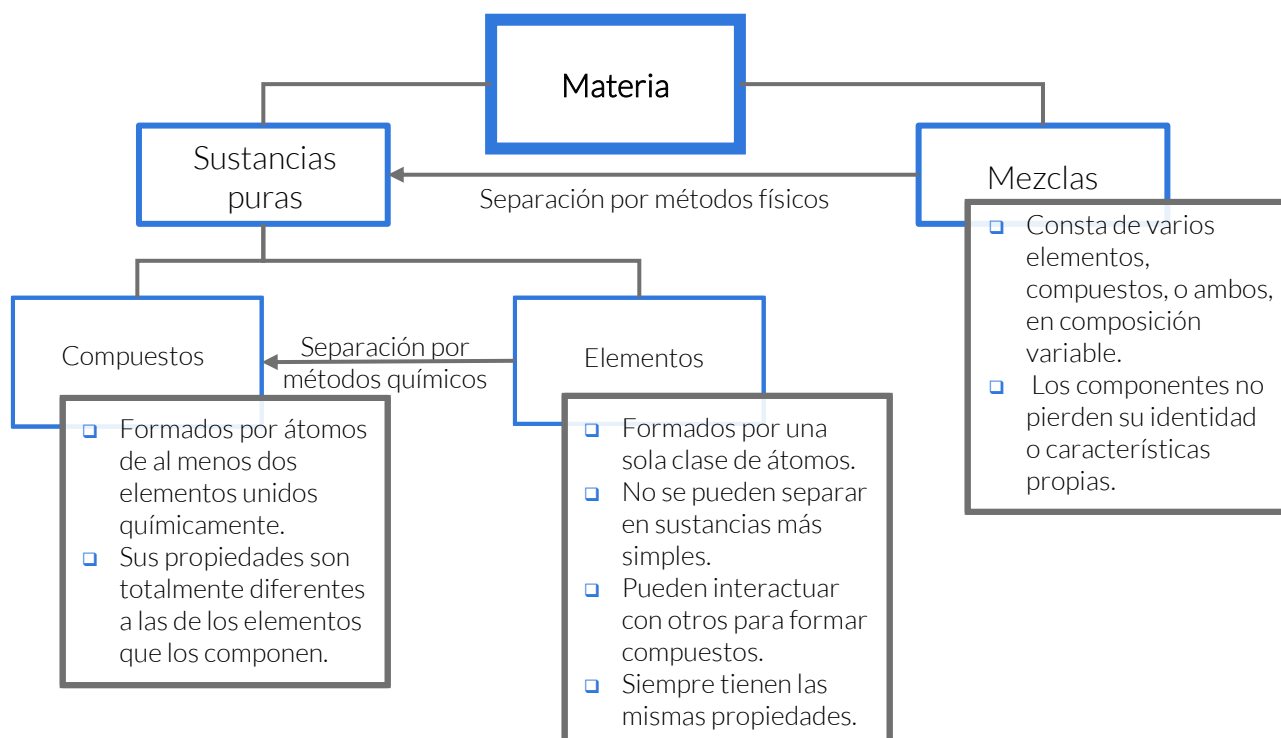 Materia
Sustancias
puras
Separación por métodos físicos
Mezclas
❑ Consta de varios
elementos,
compuestos, o ambos,
en composición
variable.
❑ Los componentes no
pierden su identidad
o características
propias.
Compuestos
Separación por
métodos químicos
Elementos
❑ Formados por átomos
de al menos dos
elementos unidos
químicamente.
❑ Sus propiedades son
totalmente diferentes
a las de los elementos
que los componen.
❑ Formados por una
sola clase de átomos.
❑ No se pueden separar
en sustancias más
simples.
❑ Pueden interactuar
con otros para formar
compuestos.
❑ Siempre tienen las
mismas propiedades.